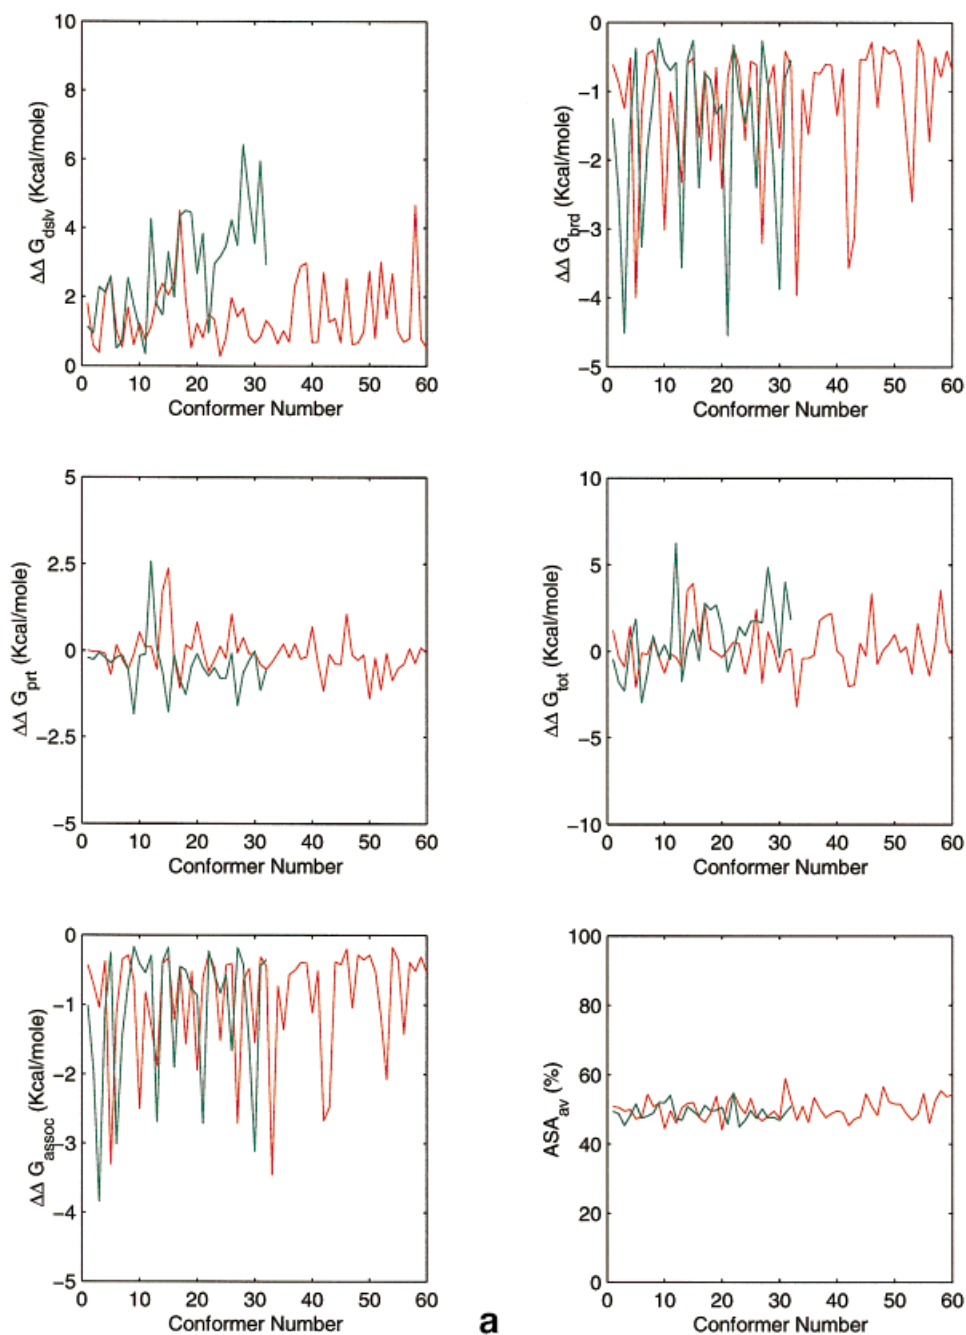 10
8
6
4
2
0
ΔΔ G_dslv (Kcal/mole)
0 10 20 30 40 50 60
Conformer Number
0
−1
−2
−3
−4
−5
ΔΔ G_brd (Kcal/mole)
0 10 20 30 40 50 60
Conformer Number
5
2.5
0
−2.5
−5
ΔΔ G_prt (Kcal/mole)
0 10 20 30 40 50 60
Conformer Number
10
5
0
−5
−10
ΔΔ G_tot (Kcal/mole)
0 10 20 30 40 50 60
Conformer Number
0
−1
−2
−3
−4
−5
ΔΔ G_assoc (Kcal/mole)
0 10 20 30 40 50 60
Conformer Number
100
80
60
40
20
0
ASA_av (%)
0 10 20 30 40 50 60
Conformer Number
a